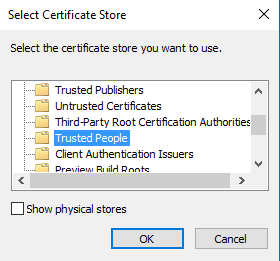 Select Certificate Store
Select the certificate store you want to use.
Trusted Publishers
Untrusted Certificates
Third-Party Root Certification Authorities
Trusted People
Client Authentication Issuers
Preview Build Roots
Show physical stores
OK
Cancel